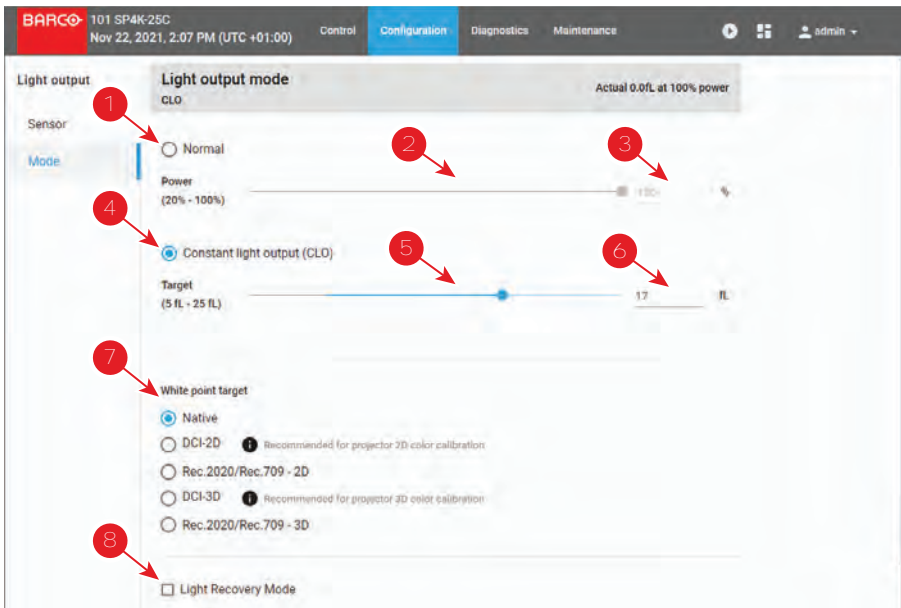 BARCO 101 SP4K-25C
Nov 22, 2021, 2:07 PM (UTC +01:00)
Control Configuration Diagnostics Maintenance admin
Light output
Sensor
Mode
Light output mode
CLO
Actual 0.0fL at 100% power
1
Normal
2
3
Power
(20% - 100%)
%
4
Constant light output (CLO)
5
6
Target
(5 fL - 25 fL)
17 fL
7
White point target
Native
DCI-2D Recommended for projector 2D color calibration
Rec.2020/Rec.709 - 2D
DCI-3D Recommended for projector 3D color calibration
Rec.2020/Rec.709 - 3D
8
Light Recovery Mode